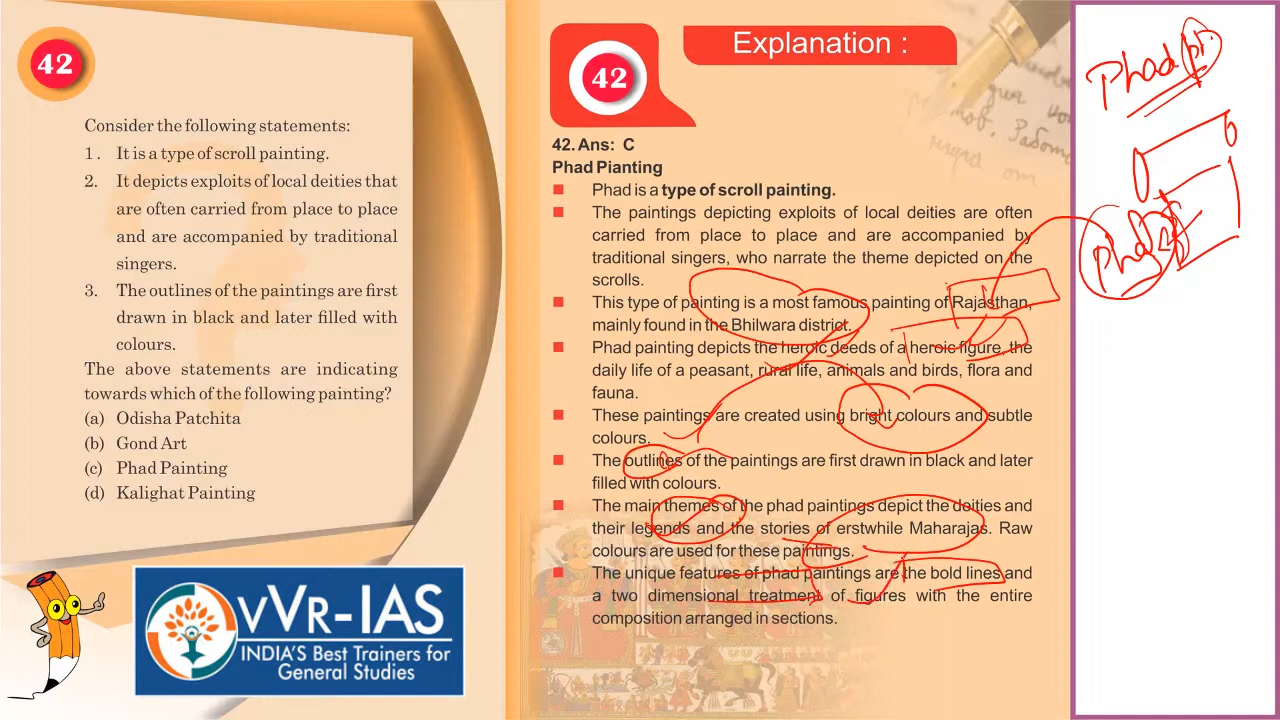 42
Consider the following statements:
1. It is a type of scroll painting.
2. It depicts exploits of local deities that
are often carried from place to place
and are accompanied by traditional
singers.
3. The outlines of the paintings are first
drawn in black and later filled with
colours.
The above statements are indicating
towards which of the following painting?
(a) Odisha Patchita
(b) Gond Art
(c) Phad Painting
(d) Kalighat Painting
vVr-IAS
INDIA'S Best Trainers for
General Studies
Explanation :
42
42. Ans: C
Phad Pianting
Phad is a type of scroll painting.
The paintings depicting exploits of local deities are often
carried from place to place and are accompanied by
traditional singers, who narrate the theme depicted on the
scrolls.
This type of painting is a most famous painting of Rajasthan,
mainly found in the Bhilwara district.
Phad painting depicts the heroic deeds of a heroic figure, the
daily life of a peasant, rural life, animals and birds, flora and
fauna.
These paintings are created using bright colours and subtle
colours.
The outlines of the paintings are first drawn in black and later
filled with colours.
The main themes of the phad paintings depict the deities and
their legends and the stories of erstwhile Maharajas. Raw
colours are used for these paintings.
The unique features of phad paintings are the bold lines and
a two dimensional treatment of figures with the entire
composition arranged in sections.
Phad
Phad